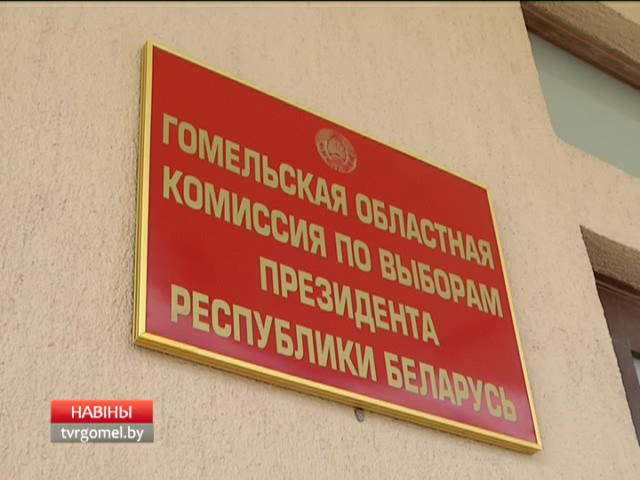 ГОМЕЛЬСКАЯ ОБЛАСТНАЯ
КОМИССИЯ ПО ВЫБОРАМ
ПРЕЗИДЕНТА
РЕСПУБЛИКИ БЕЛАРУСЬ
НАВІНЫ
tvrgomel.by